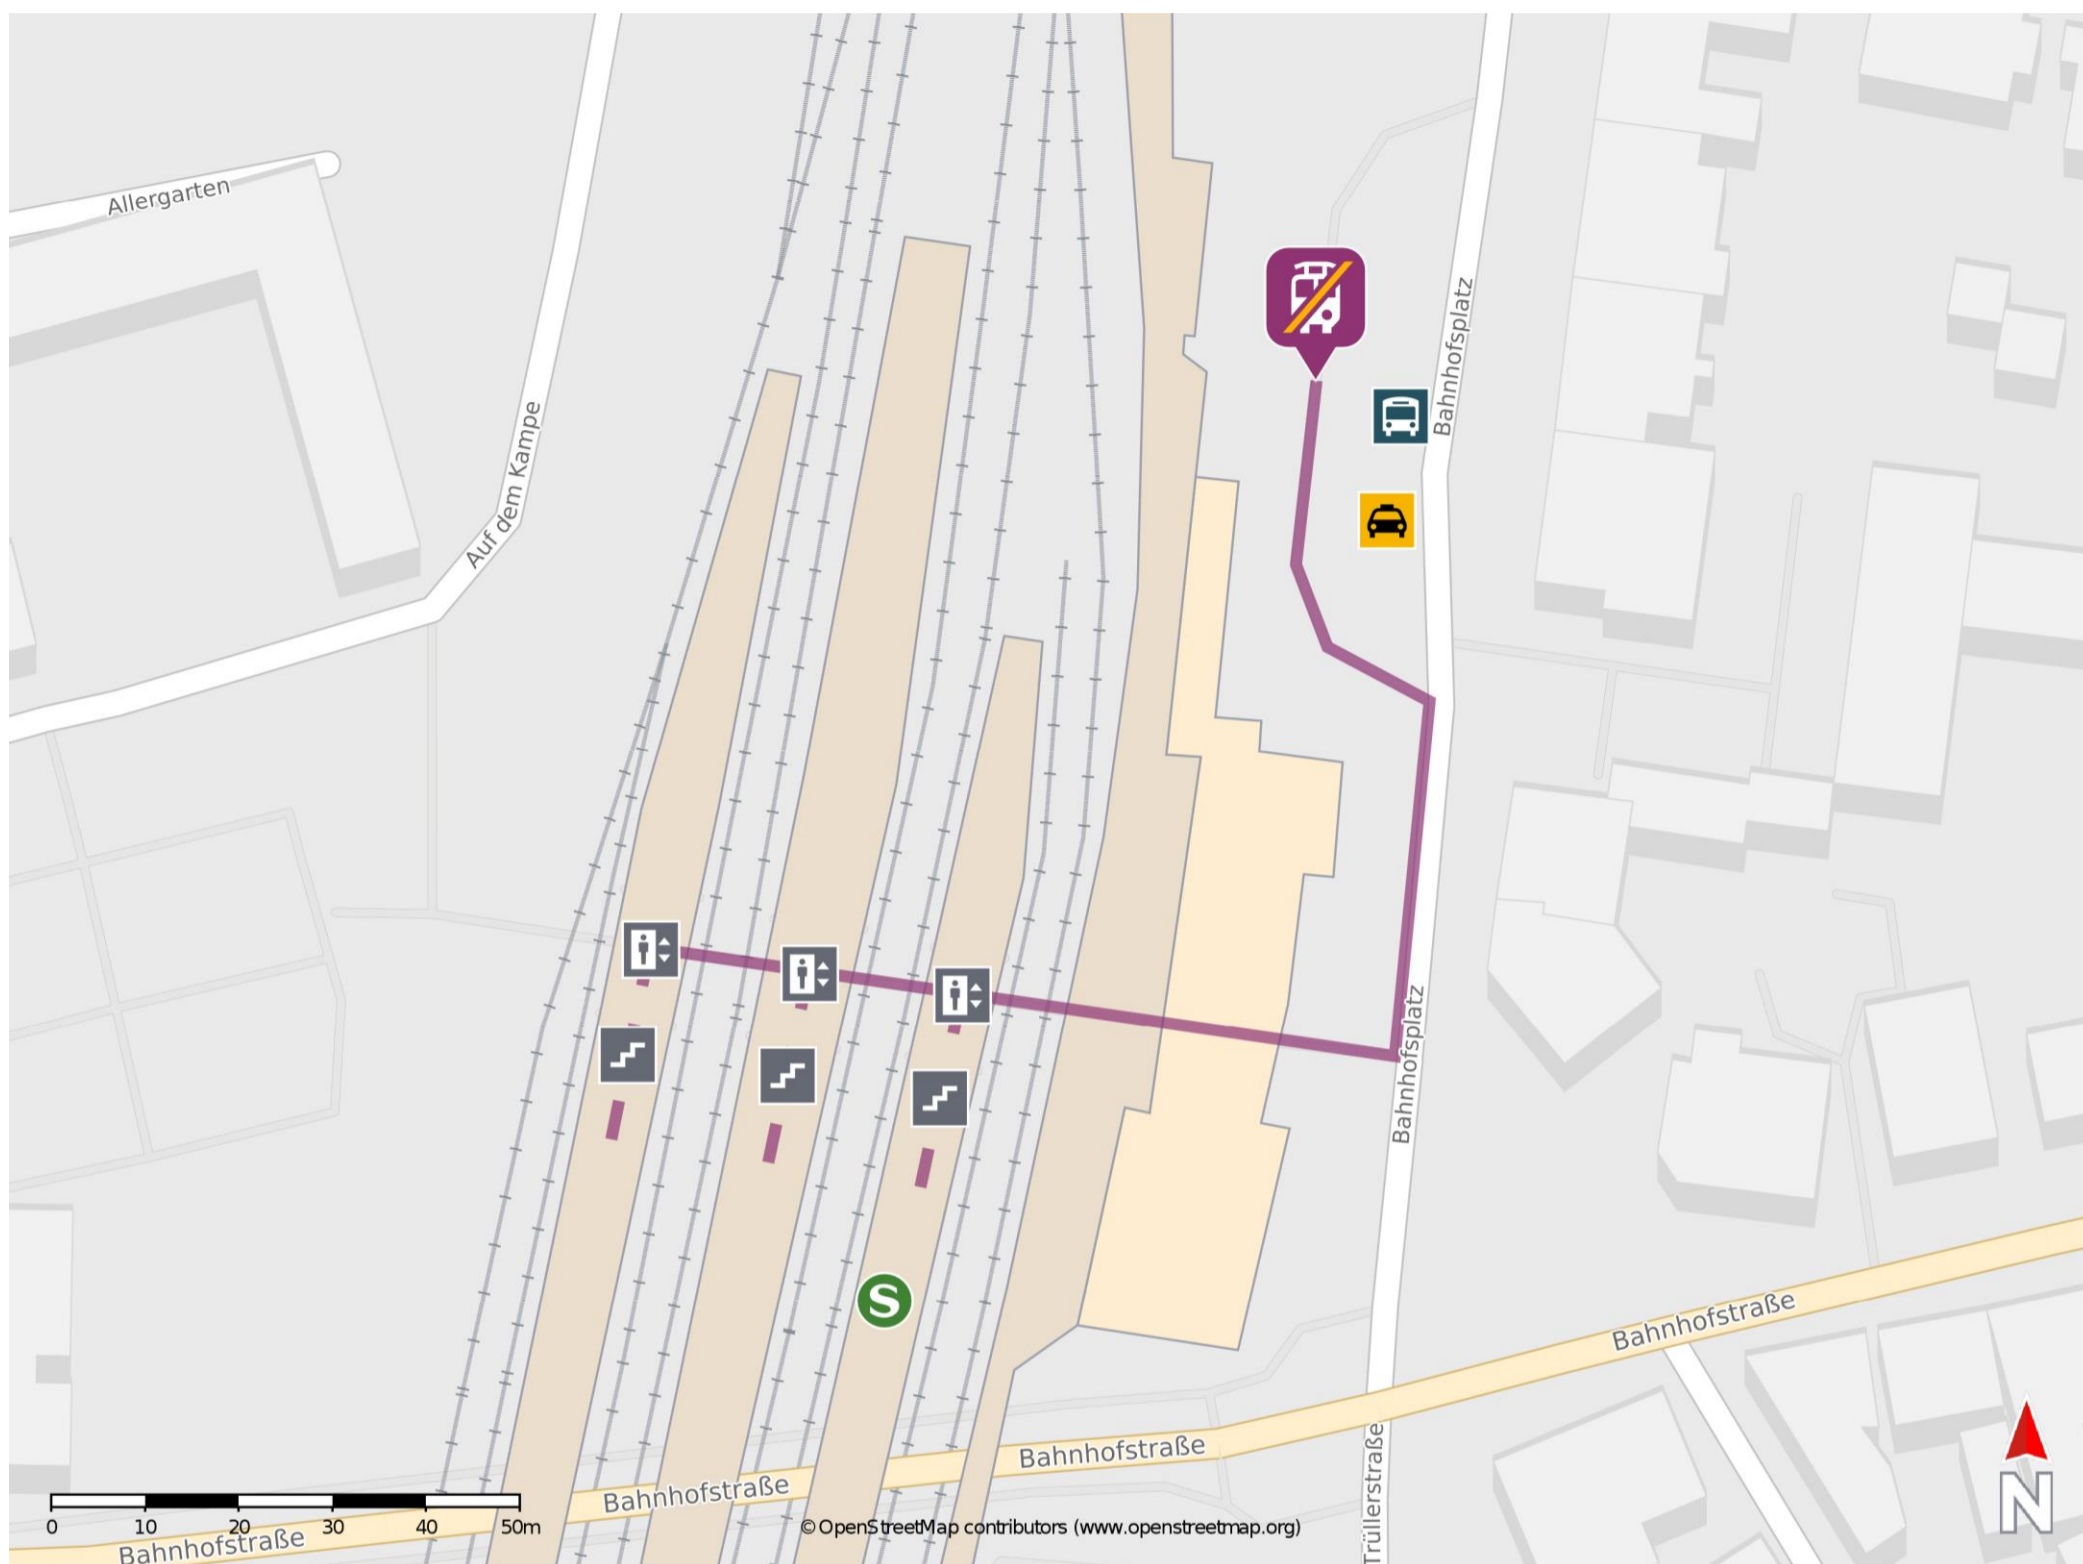 Allergarten
Bahnhofsplatz
Auf dem Kampe
Bahnhofsplatz
S
Bahnhofstraße
Bahnhofstraße
Bahnhofstraße
Trüllerstraße
0 10 20 30 40 50m
© OpenStreetMap contributors (www.openstreetmap.org)
Bahnhofstraße
N